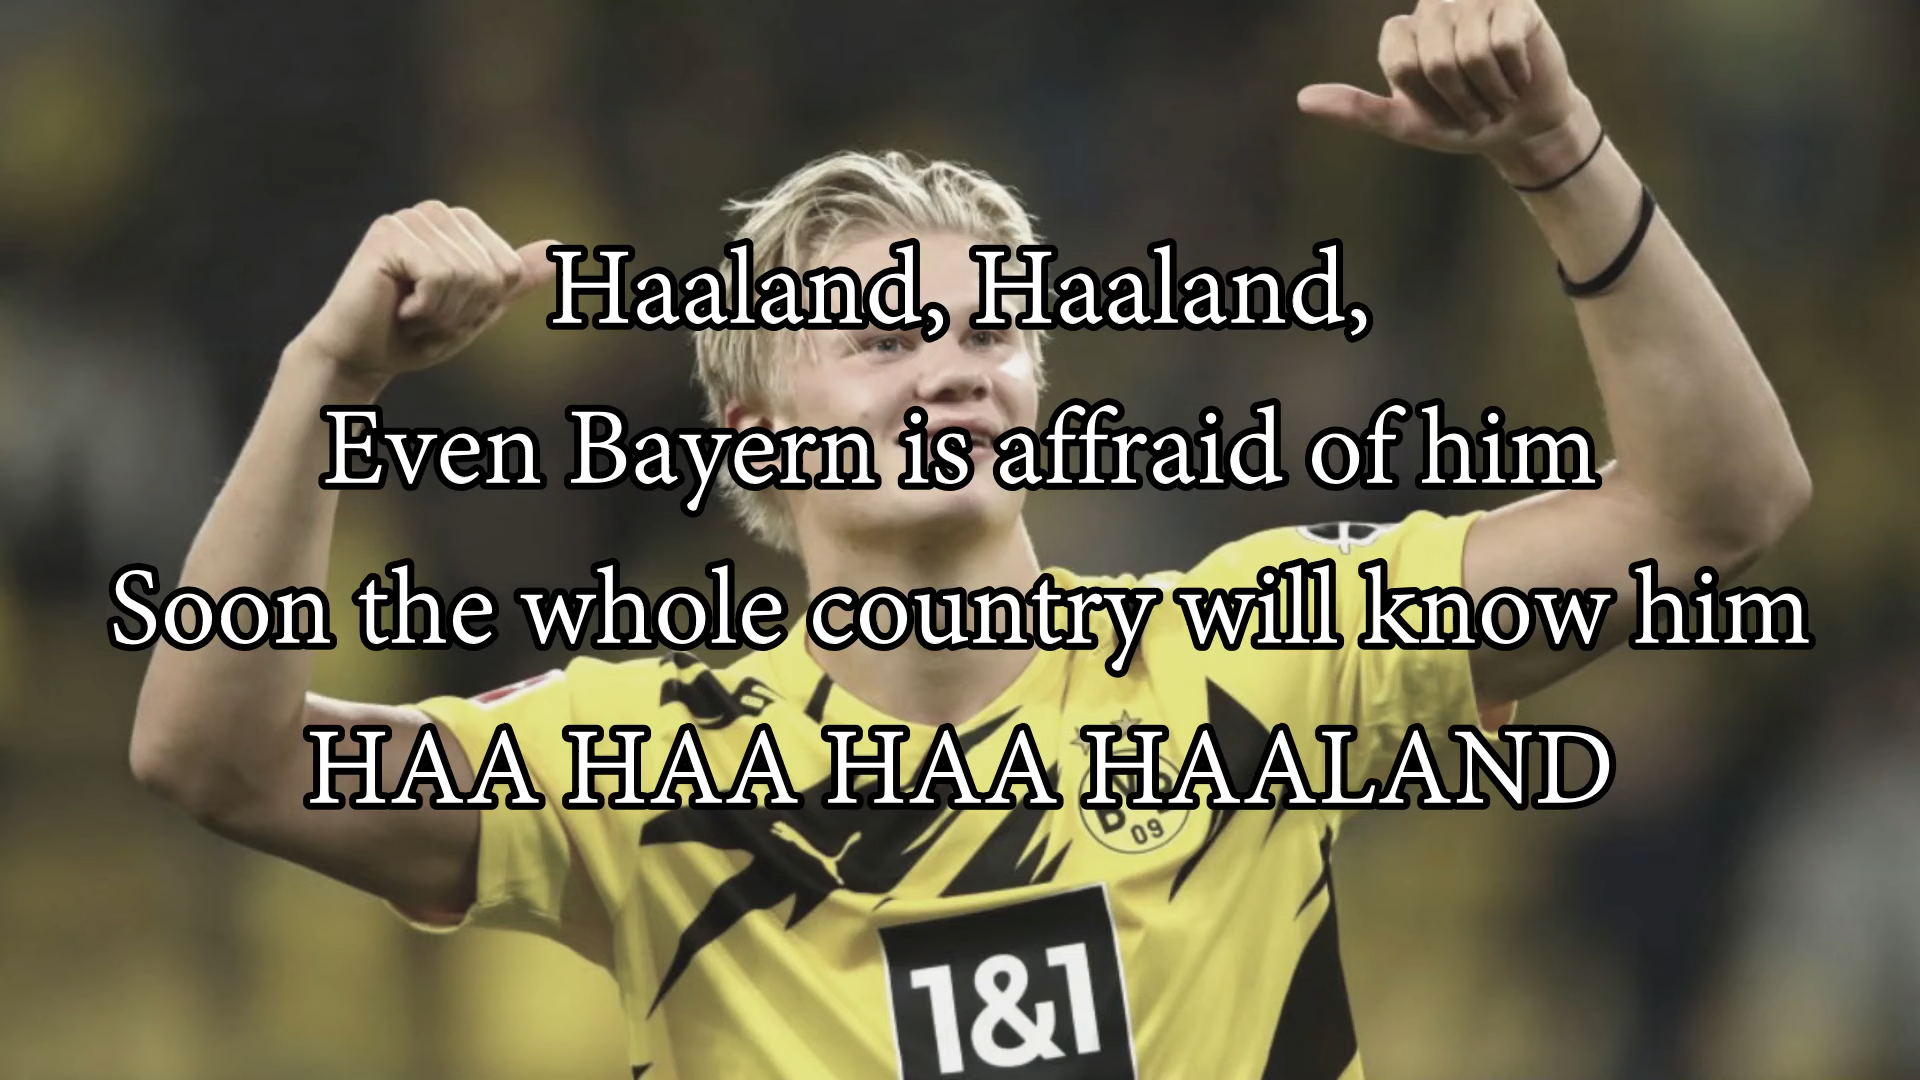 Haaland, Haaland,
Even Bayern is affraid of him
Soon the whole country will know him
HAA HAA HAA HAALAND
09
1&1